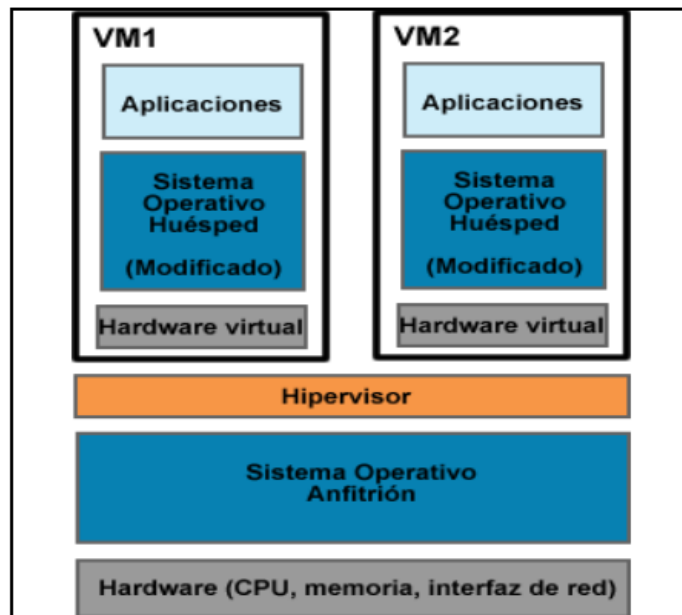 VM1
Aplicaciones
Sistema
Operativo
Huésped
(Modificado)
Hardware virtual
VM2
Aplicaciones
Sistema
Operativo
Huésped
(Modificado)
Hardware virtual
Hipervisor
Sistema Operativo
Anfitrión
Hardware (CPU, memoria, interfaz de red)